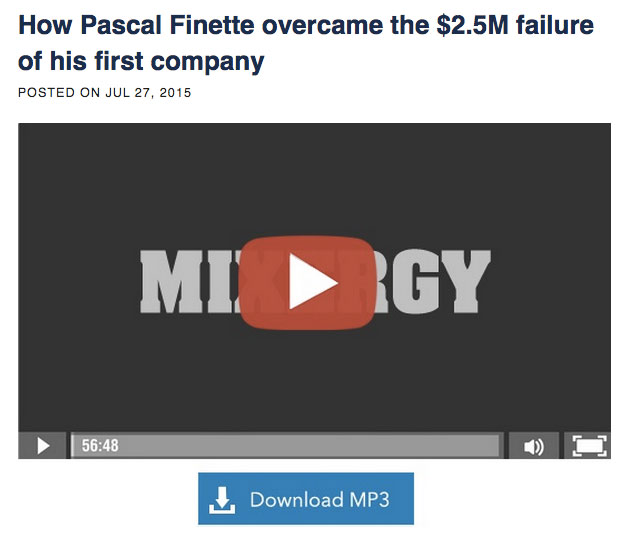 How Pascal Finette overcame the $2.5M failure
of his first company
POSTED ON JUL 27, 2015
MIXERGY
56:48
Download MP3